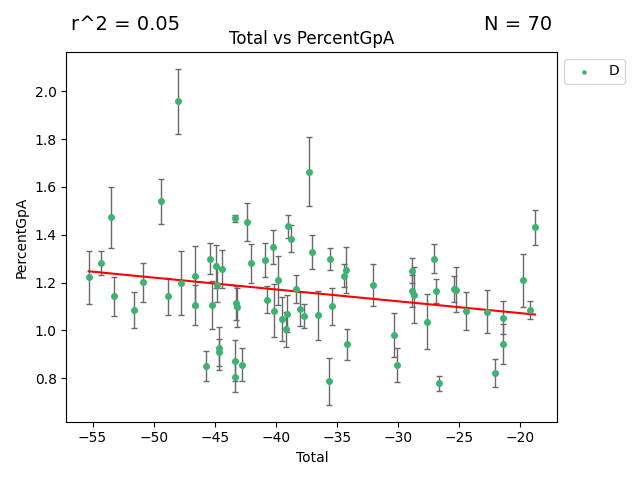 r^2 = 0.05
N = 70
Total vs PercentGpA
D
PercentGpA
2.0
1.8
1.6
1.4
1.2
1.0
0.8
−55
−50
−45
−40
−35
−30
−25
−20
Total